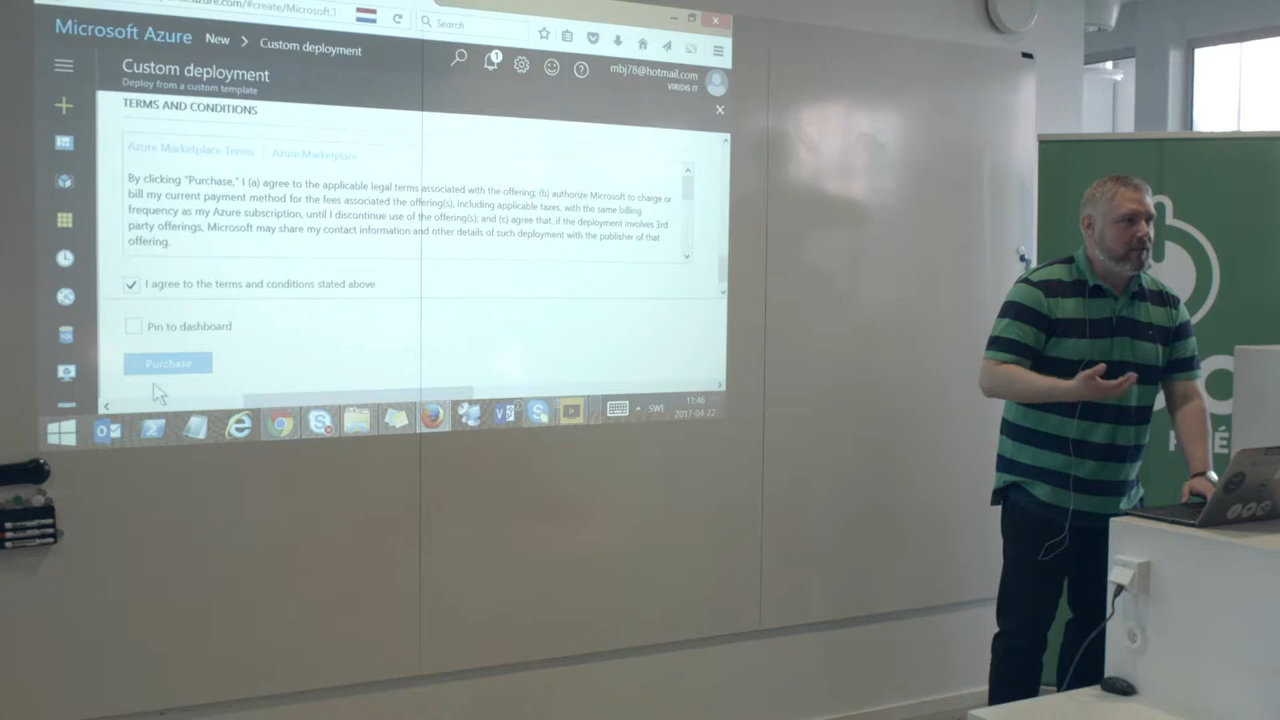 azure.com/#create/Microsoft.T
Search
Microsoft Azure New > Custom deployment
1
mbj78@hotmail.com
VIRIDIS IT
Custom deployment
Deploy from a custom template
TERMS AND CONDITIONS
Azure Marketplace Terms
Azure Marketplace
By clicking "Purchase," I (a) agree to the applicable legal terms associated with the offering; (b) authorize Microsoft to charge or
bill my current payment method for the fees associated the offering(s), including applicable taxes, with the same billing
frequency as my Azure subscription, until I discontinue use of the offering(s); and (c) agree that, if the deployment involves 3rd
party offerings, Microsoft may share my contact information and other details of such deployment with the publisher of that
offering.
I agree to the terms and conditions stated above
Pin to dashboard
Purchase
SWE
11:46
2017-04-22